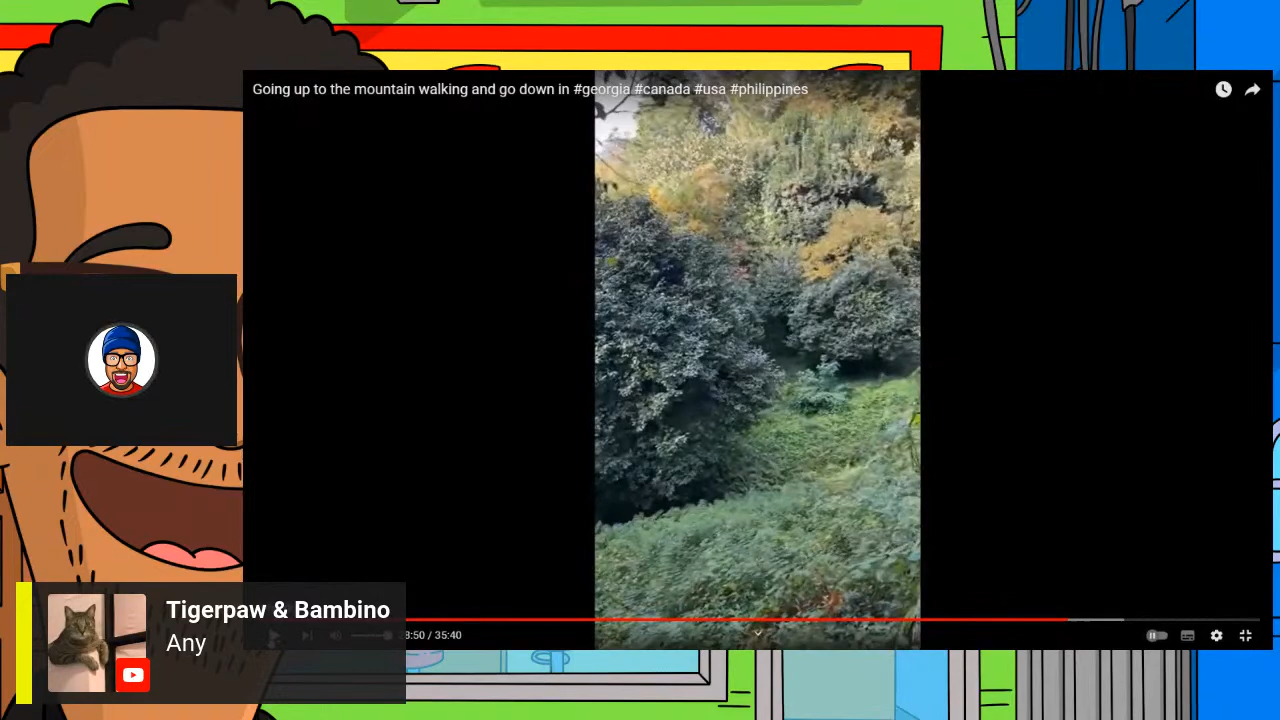 Going up to the mountain walking and go down in #georgia #canada #usa #philippines
Tigerpaw & Bambino
Any
8:50 / 35:40